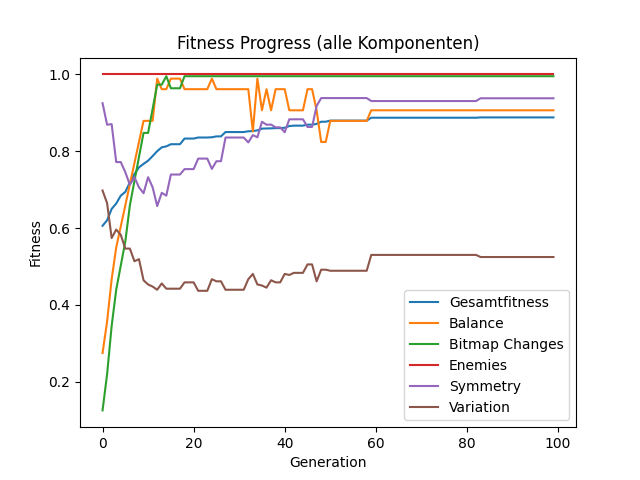 Fitness Progress (alle Komponenten)
1.0
0.8
0.6
0.4
0.2
Fitness
0 20 40 60 80 100
Generation
Gesamtfitness
Balance
Bitmap Changes
Enemies
Symmetry
Variation